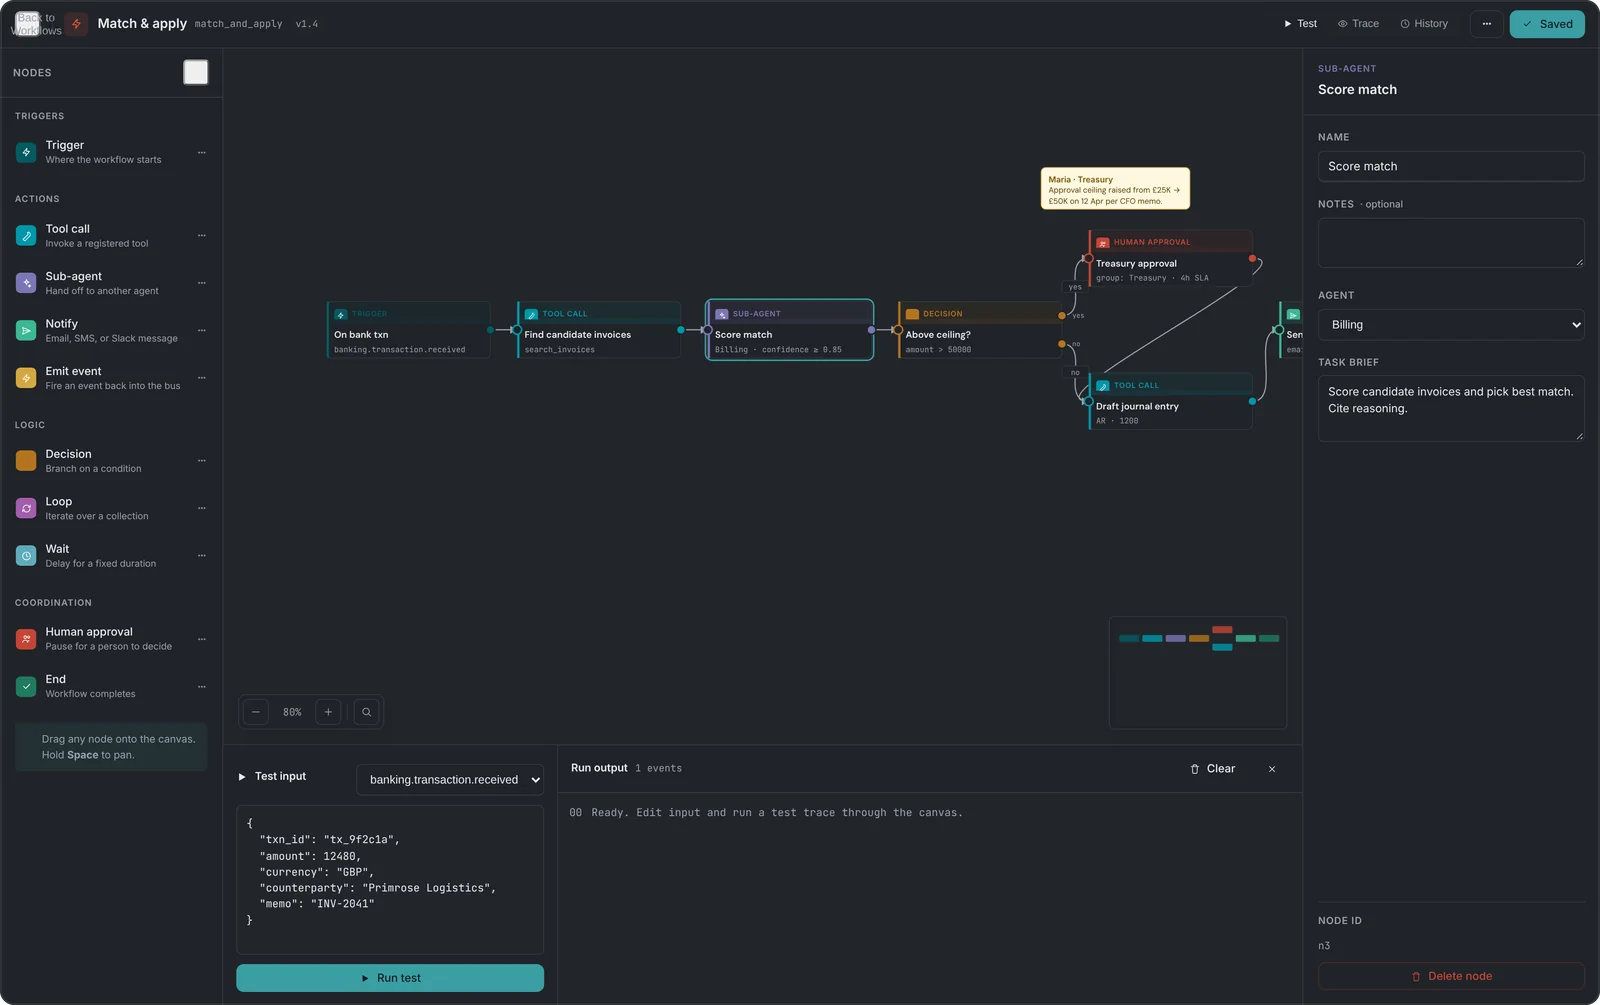 Back to
Workflows
Match & apply match_and_apply v1.4
Test
Trace
History
Saved
NODES
TRIGGERS
Trigger
Where the workflow starts
ACTIONS
Tool call
Invoke a registered tool
Sub-agent
Hand off to another agent
Notify
Email, SMS, or Slack message
Emit event
Fire an event back into the bus
LOGIC
Decision
Branch on a condition
Loop
Iterate over a collection
Wait
Delay for a fixed duration
COORDINATION
Human approval
Pause for a person to decide
End
Workflow completes
Drag any node onto the canvas.
Hold Space to pan.
Maria · Treasury
Approval ceiling raised from £25K →
£50K on 12 Apr per CFO memo.
TRIGGER
On bank txn
banking.transaction.received
TOOL CALL
Find candidate invoices
search_invoices
SUB-AGENT
Score match
Billing · confidence ≥ 0.85
DECISION
Above ceiling?
amount > 50000
yes
yes
no
no
HUMAN APPROVAL
Treasury approval
group: Treasury · 4h SLA
TOOL CALL
Draft journal entry
AR · 1200
Sen
emai
80%
Test input
banking.transaction.received
{
"txn_id": "tx_9f2c1a",
"amount": 12480,
"currency": "GBP",
"counterparty": "Primrose Logistics",
"memo": "INV-2041"
}
Run test
Run output 1 events
Clear
00 Ready. Edit input and run a test trace through the canvas.
SUB-AGENT
Score match
NAME
Score match
NOTES · optional
AGENT
Billing
TASK BRIEF
Score candidate invoices and pick best match.
Cite reasoning.
NODE ID
n3
Delete node